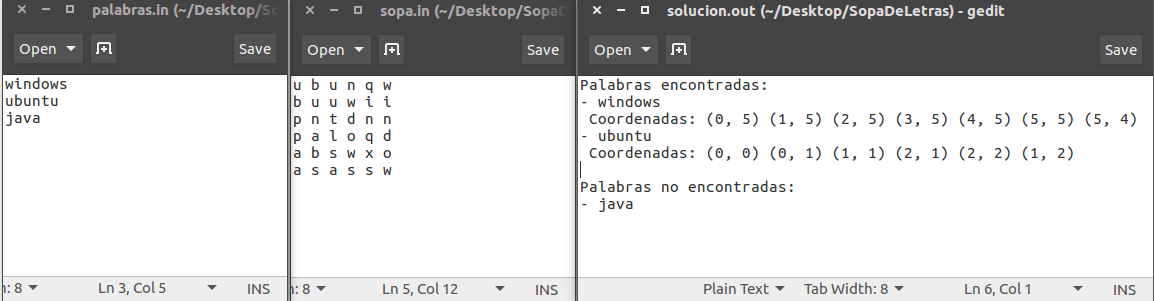 palabras.in (~/Desktop/So
Open
Save
windows
ubuntu
java
: 8
Ln 3, Col 5
INS
sopa.in (~/Desktop/SopaD
Open
Save
u b u n q w
b u u w i i
p n t d n n
p a l o q d
a b s w x o
a s a s s w
: 8
Ln 5, Col 12
INS
solucion.out (~/Desktop/SopaDeLetras) - gedit
Open
Save
Palabras encontradas:
- windows
 Coordenadas: (0, 5) (1, 5) (2, 5) (3, 5) (4, 5) (5, 5) (5, 4)
- ubuntu
 Coordenadas: (0, 0) (0, 1) (1, 1) (2, 1) (2, 2) (1, 2)
Palabras no encontradas:
- java
Plain Text
Tab Width: 8
Ln 6, Col 1
INS